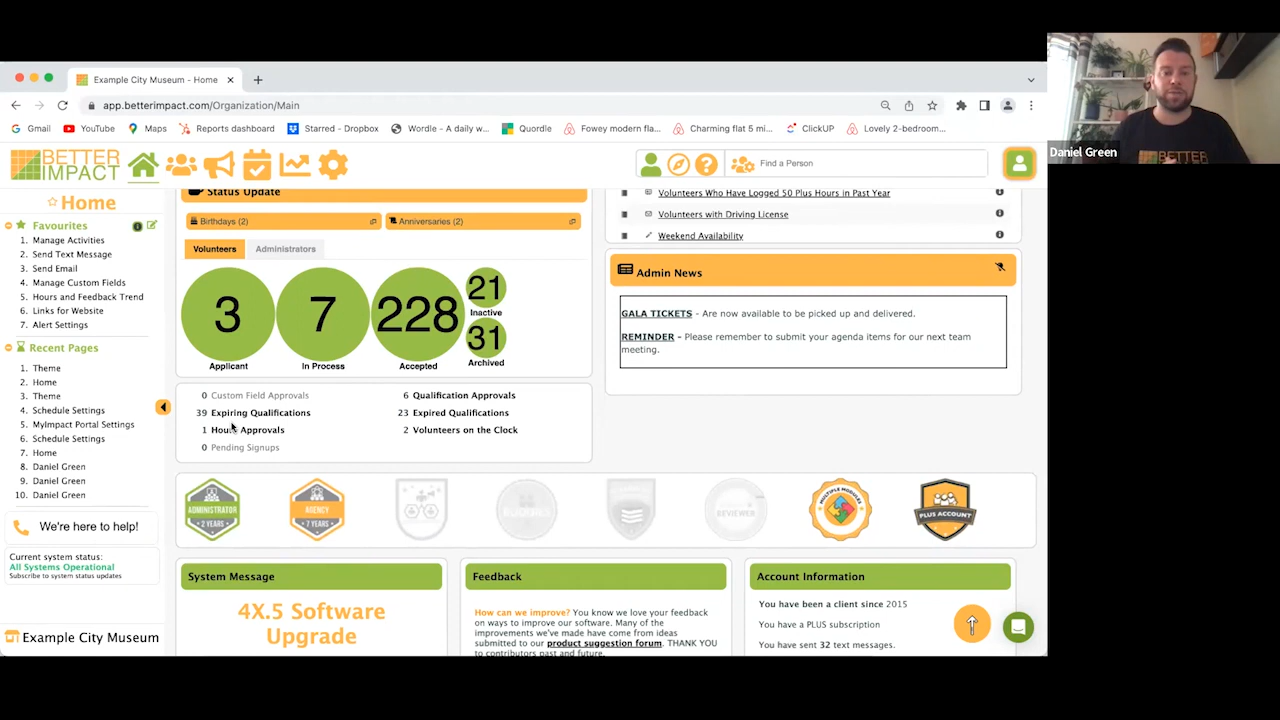 Example City Museum - Home
app.betterimpact.com/Organization/Main
Gmail
YouTube
Maps
Reports dashboard
Starred - Dropbox
Wordle - A daily w...
Quordle
Fowey modern fla...
Charming flat 5 mi...
ClickUP
Lovely 2-bedroom...
Daniel Green
BETTER
IMPACT
Find a Person
Home
Favourites
1. Manage Activities
2. Send Text Message
3. Send Email
4. Manage Custom Fields
5. Hours and Feedback Trend
6. Links for Website
7. Alert Settings
Recent Pages
1. Theme
2. Home
3. Theme
4. Schedule Settings
5. MyImpact Portal Settings
6. Schedule Settings
7. Home
8. Daniel Green
9. Daniel Green
10. Daniel Green
We're here to help!
Current system status:
All Systems Operational
Subscribe to system status updates
Example City Museum
Status Update
Birthdays (2)
Anniversaries (2)
Volunteers
Administrators
3
Applicant
7
In Process
228
Accepted
21
Inactive
31
Archived
0 Custom Field Approvals
6 Qualification Approvals
39 Expiring Qualifications
23 Expired Qualifications
1 Hours Approvals
2 Volunteers on the Clock
0 Pending Signups
Volunteers Who Have Logged 50 Plus Hours in Past Year
Volunteers with Driving License
Weekend Availability
Admin News
GALA TICKETS - Are now available to be picked up and delivered.
REMINDER - Please remember to submit your agenda items for our next team
meeting.
ADMINISTRATOR
2 YEARS
AGENCY
7 YEARS
REVIEWER
MULTIPLE MODULES
PLUS ACCOUNT
System Message
4X.5 Software
Upgrade
Feedback
How can we improve? You know we love your feedback
on ways to improve our software. Many of the
improvements we've made have come from ideas
submitted to our product suggestion forum. THANK YOU
to contributors past and future.
Account Information
You have been a client since 2015
You have a PLUS subscription
You have sent 32 text messages.